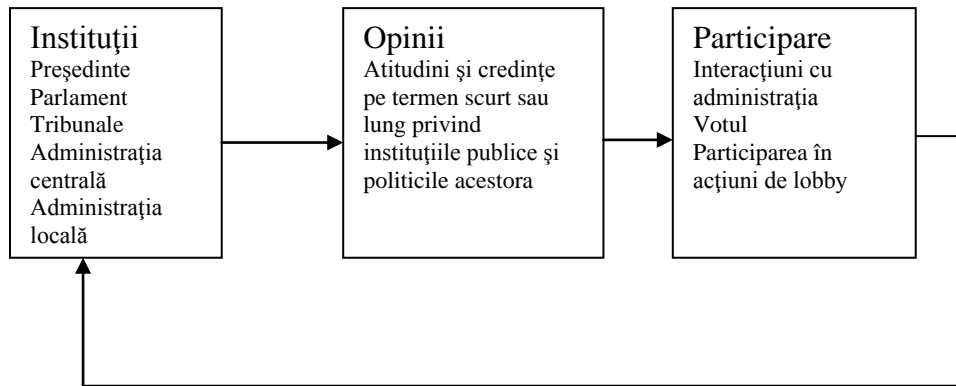 Instituţii
Preşedinte
Parlament
Tribunale
Administraţia
centrală
Administraţia
locală
Opinii
Atitudini şi credinţe
pe termen scurt sau
lung privind
instituţiile publice şi
politicile acestora
Participare
Interacţiuni cu
administraţia
Votul
Participarea în
acţiuni de lobby